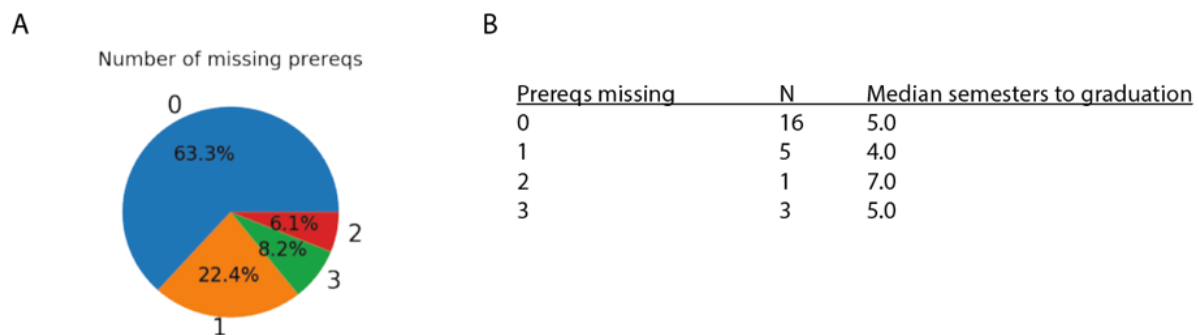 A
Number of missing prereqs
0
63.3%
6.1%
2
8.2%
3
22.4%
1
B
Prereqs missing N Median semesters to graduation
0 16 5.0
1 5 4.0
2 1 7.0
3 3 5.0